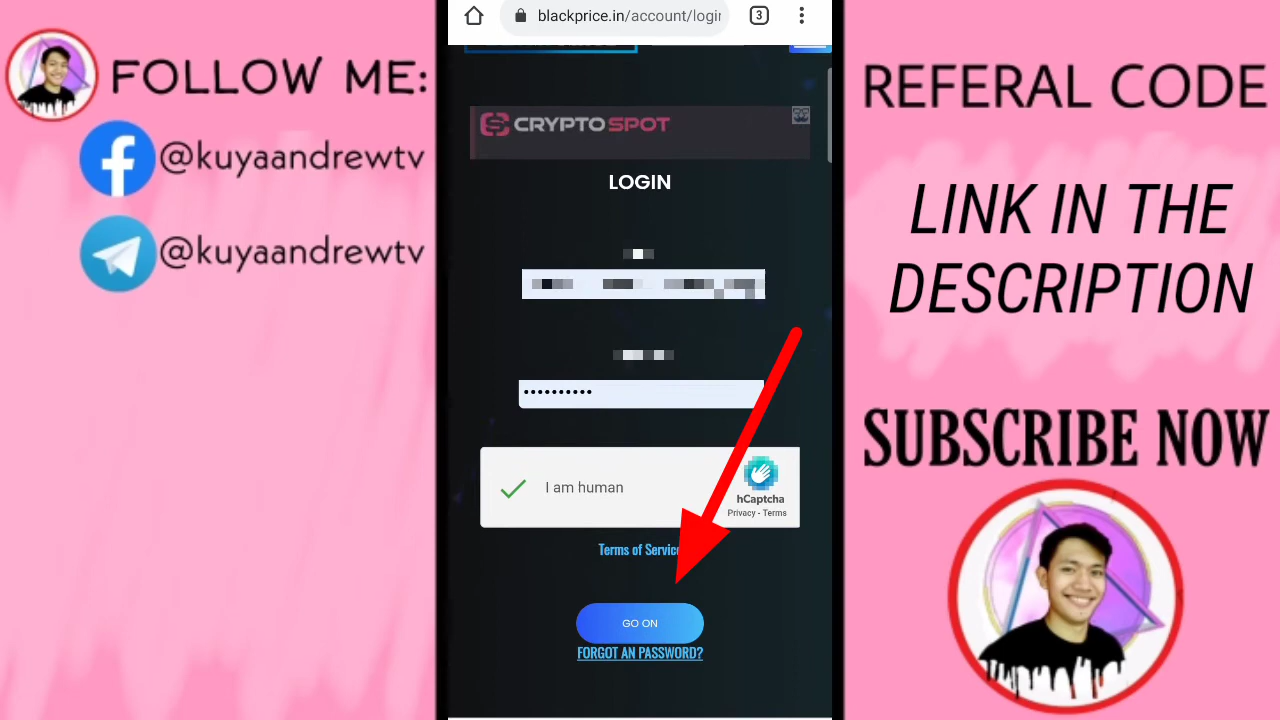 FOLLOW ME:
@kuyaandrewtv
@kuyaandrewtv
blackprice.in/account/login
3
CRYPTOSPOT
LOGIN
I am human
hCaptcha
Privacy - Terms
Terms of Service
GO ON
FORGOT AN PASSWORD?
REFERAL CODE
LINK IN THE
DESCRIPTION
SUBSCRIBE NOW